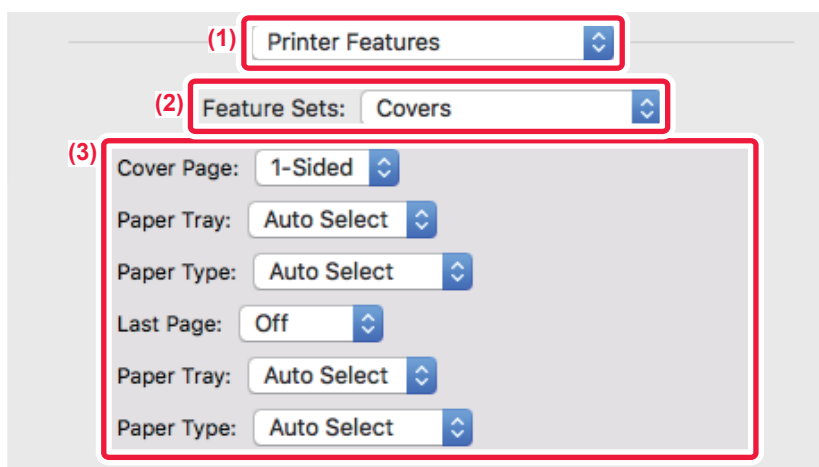 (1) Printer Features
(2) Feature Sets: Covers
(3)
Cover Page: 1-Sided
Paper Tray: Auto Select
Paper Type: Auto Select
Last Page: Off
Paper Tray: Auto Select
Paper Type: Auto Select